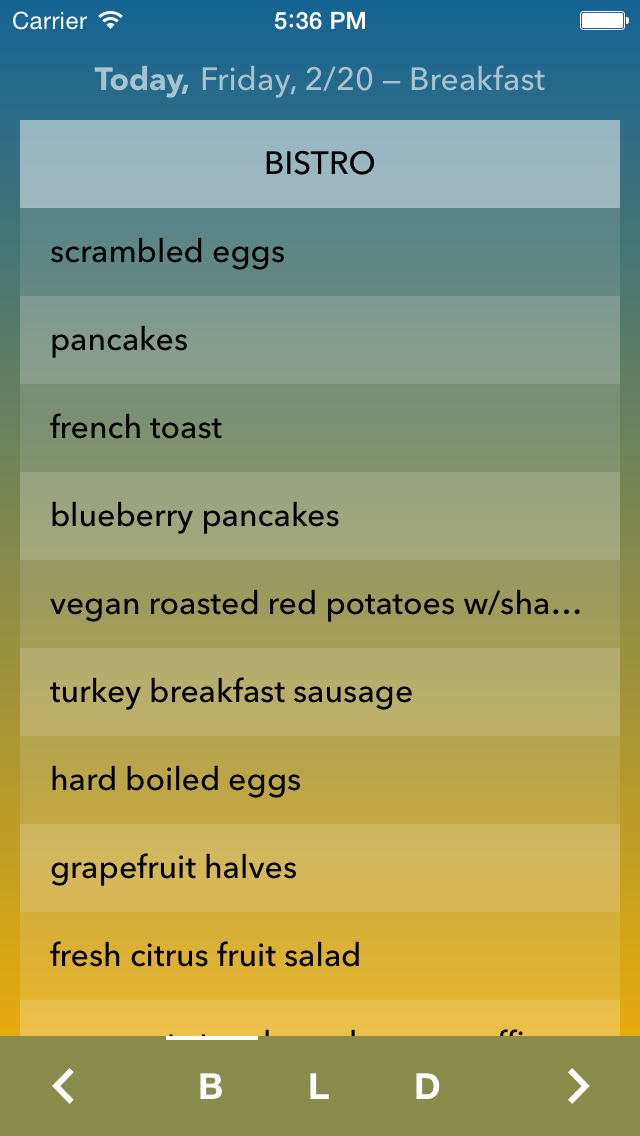 Carrier 5:36 PM
Today, Friday, 2/20 – Breakfast
BISTRO
scrambled eggs
pancakes
french toast
blueberry pancakes
vegan roasted red potatoes w/sha...
turkey breakfast sausage
hard boiled eggs
grapefruit halves
fresh citrus fruit salad
B L D